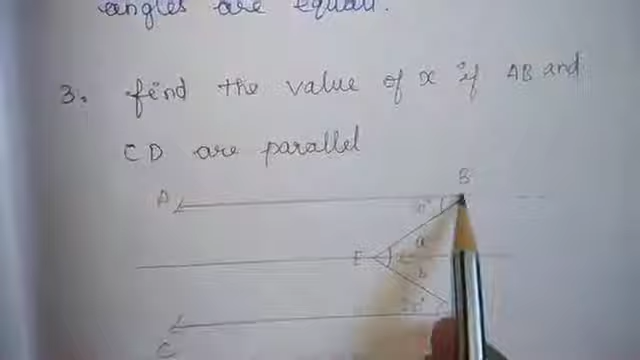 angles are equal.
3. find the value of x if AB and
CD are parallel
A B
a
E
b
C